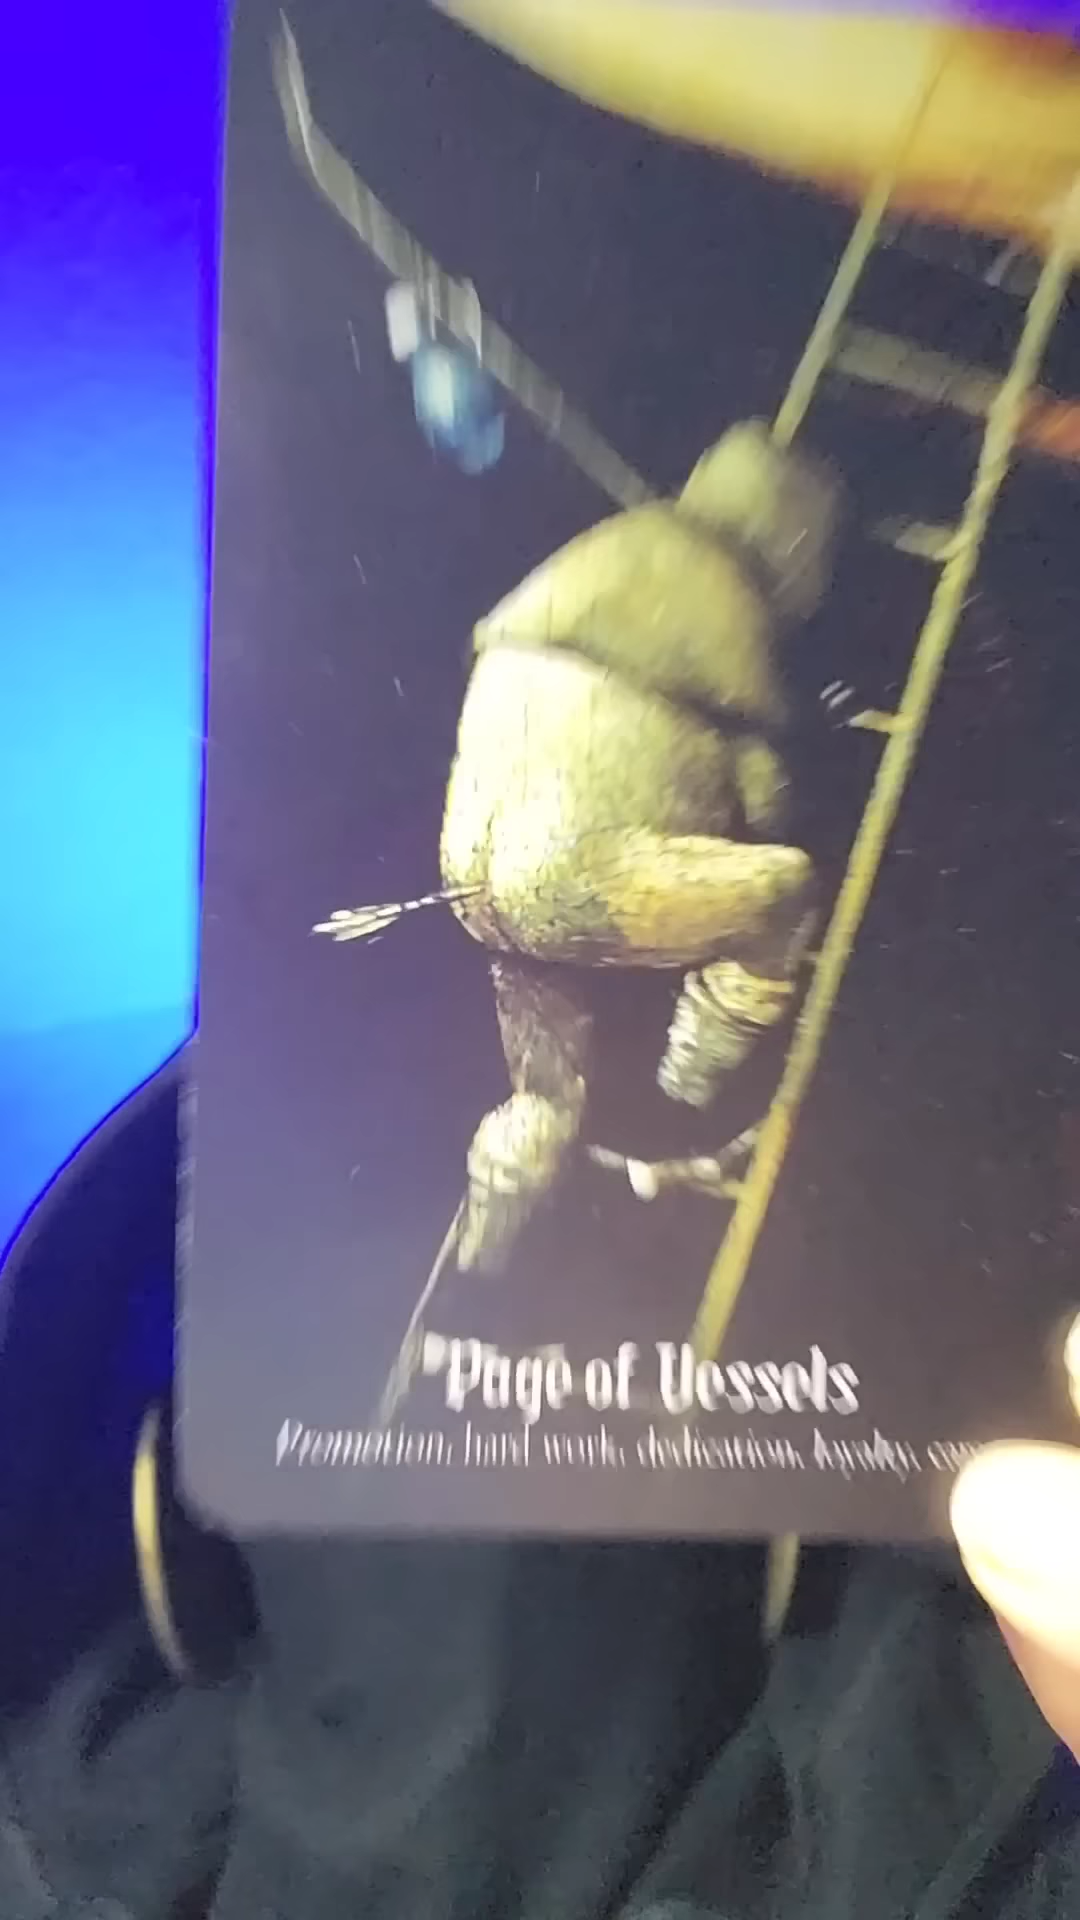 Page of Vessels
Promotion, hard work, dedication, loyalty,